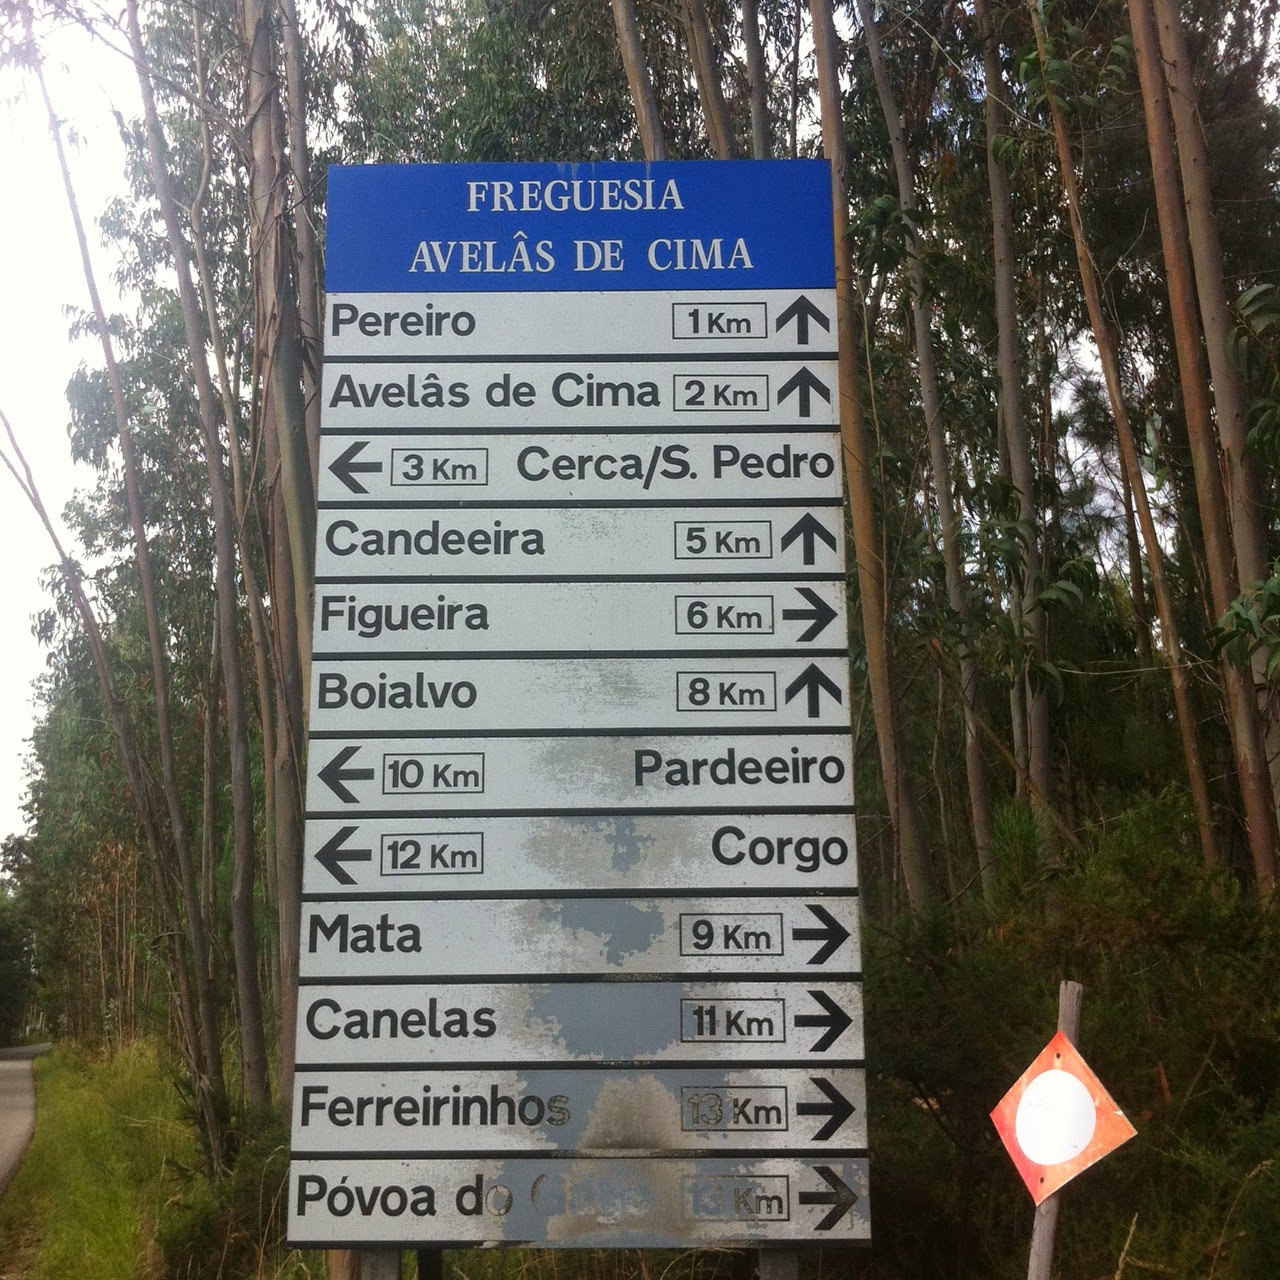 FREGUESIA
AVELÂS DE CIMA
Pereiro 1 Km
Avelâs de Cima 2 Km
3 Km Cerca/S. Pedro
Candeeira 5 Km
Figueira 6 Km
Boialvo 8 Km
10 Km Pardeeiro
12 Km Corgo
Mata 9 Km
Canelas 11 Km
Ferreirinhos 13 Km
Póvoa do 13 Km